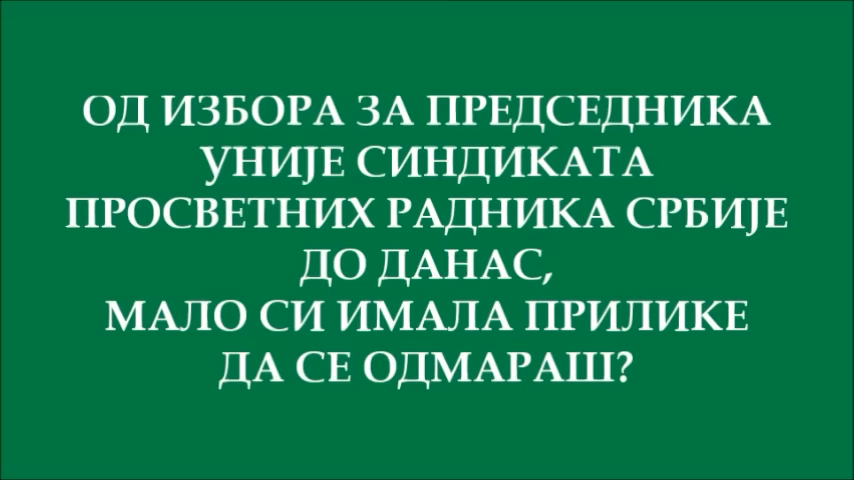 ОД ИЗБОРА ЗА ПРЕДСЕДНИКА
УНИЈЕ СИНДИКАТА
ПРОСВЕТНИХ РАДНИКА СРБИЈЕ
ДО ДАНАС,
МАЛО СИ ИМАЛА ПРИЛИКЕ
ДА СЕ ОДМАРАШ?